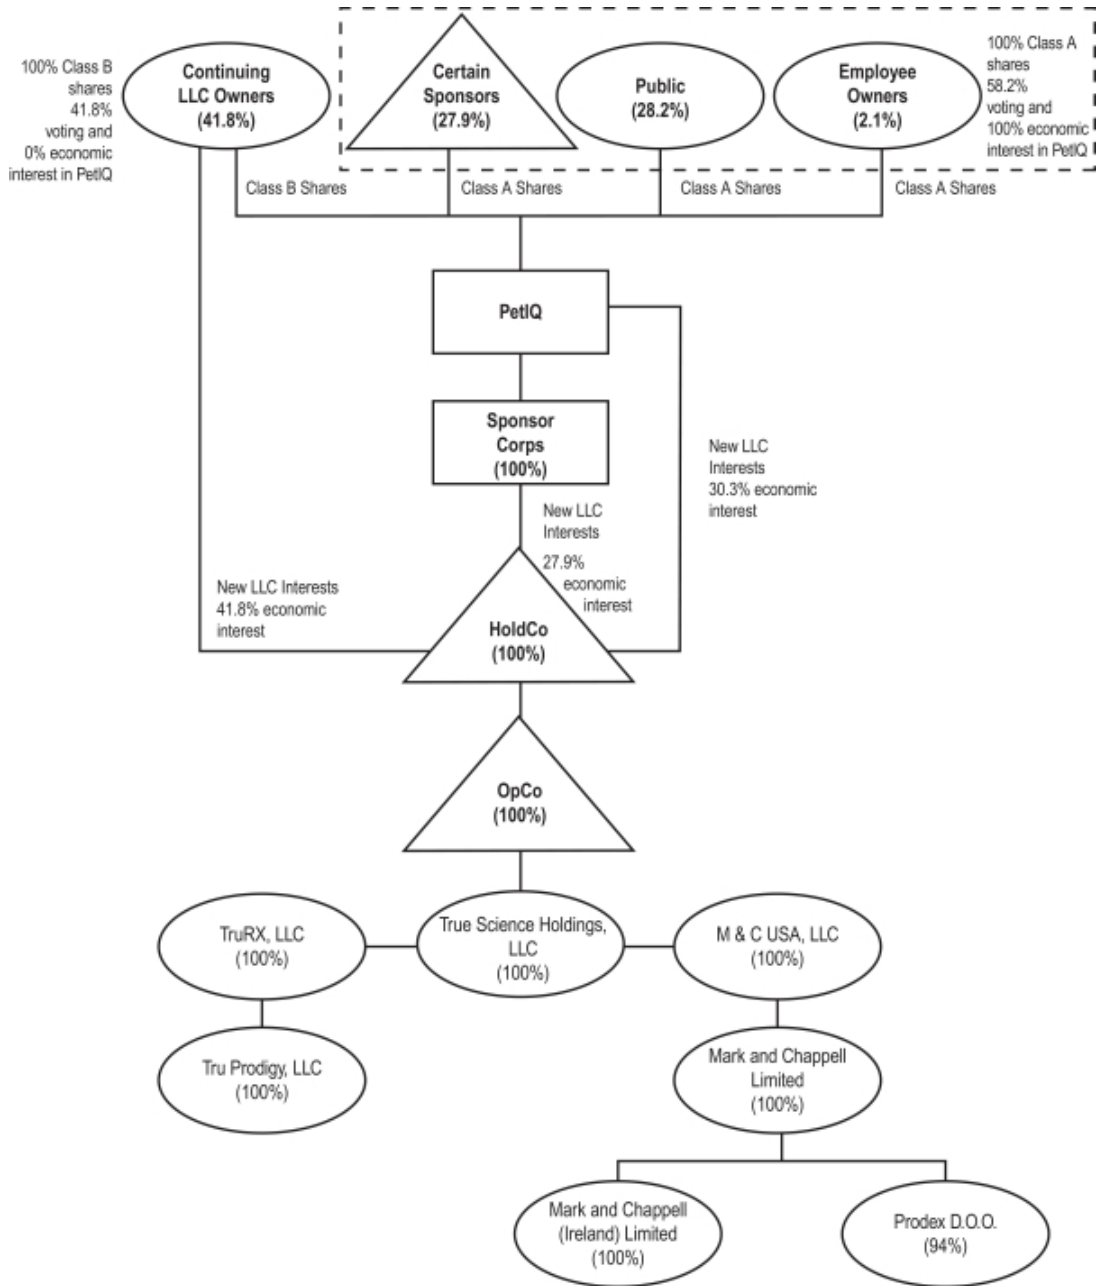 100% Class B
shares
41.8%
voting and
0% economic
interest in PetIQ
Continuing
LLC Owners
(41.8%)
Certain
Sponsors
(27.9%)
Public
(28.2%)
Employee
Owners
(2.1%)
100% Class A
shares
58.2%
voting and
100% economic
interest in PetIQ
Class B Shares
Class A Shares
Class A Shares
Class A Shares
PetIQ
Sponsor
Corps
(100%)
New LLC
Interests
30.3% economic
interest
New LLC
Interests
27.9%
economic
interest
New LLC Interests
41.8% economic
interest
HoldCo
(100%)
OpCo
(100%)
TruRX, LLC
(100%)
True Science Holdings,
LLC
(100%)
M & C USA, LLC
(100%)
Tru Prodigy, LLC
(100%)
Mark and Chappell
Limited
(100%)
Mark and Chappell
(Ireland) Limited
(100%)
Prodex D.O.O.
(94%)